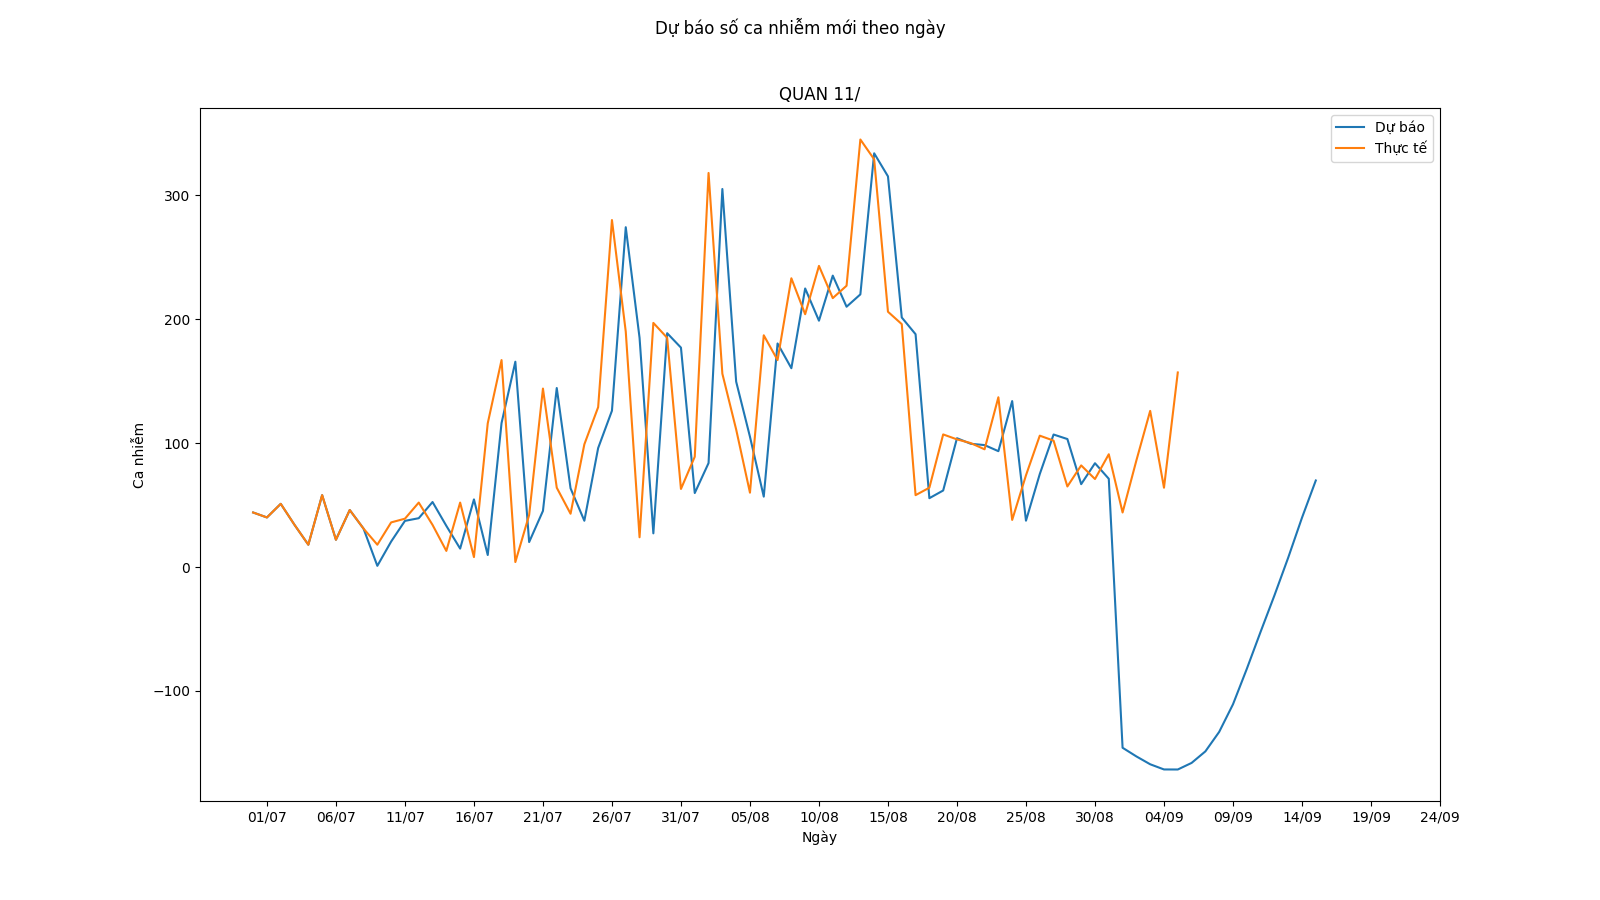 Dự báo số ca nhiễm mới theo ngày
QUAN 11/
Dự báo
Thực tế
Ca nhiễm
300
200
100
0
−100
01/07 06/07 11/07 16/07 21/07 26/07 31/07 05/08 10/08 15/08 20/08 25/08 30/08 04/09 09/09 14/09 19/09 24/09
Ngày